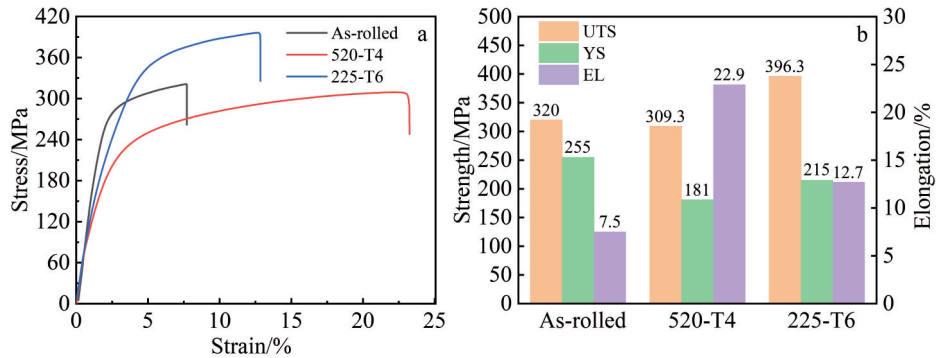 a
As-rolled
520-T4
225-T6
Stress/MPa
420
360
300
240
180
120
60
0
0
5
10
15
20
25
Strain/%
b
UTS
YS
EL
Strength/MPa
500
450
400
350
300
250
200
150
100
50
0
320
255
7.5
309.3
181
22.9
396.3
215
12.7
As-rolled
520-T4
225-T6
30
25
20
15
10
5
0
Elongation/%